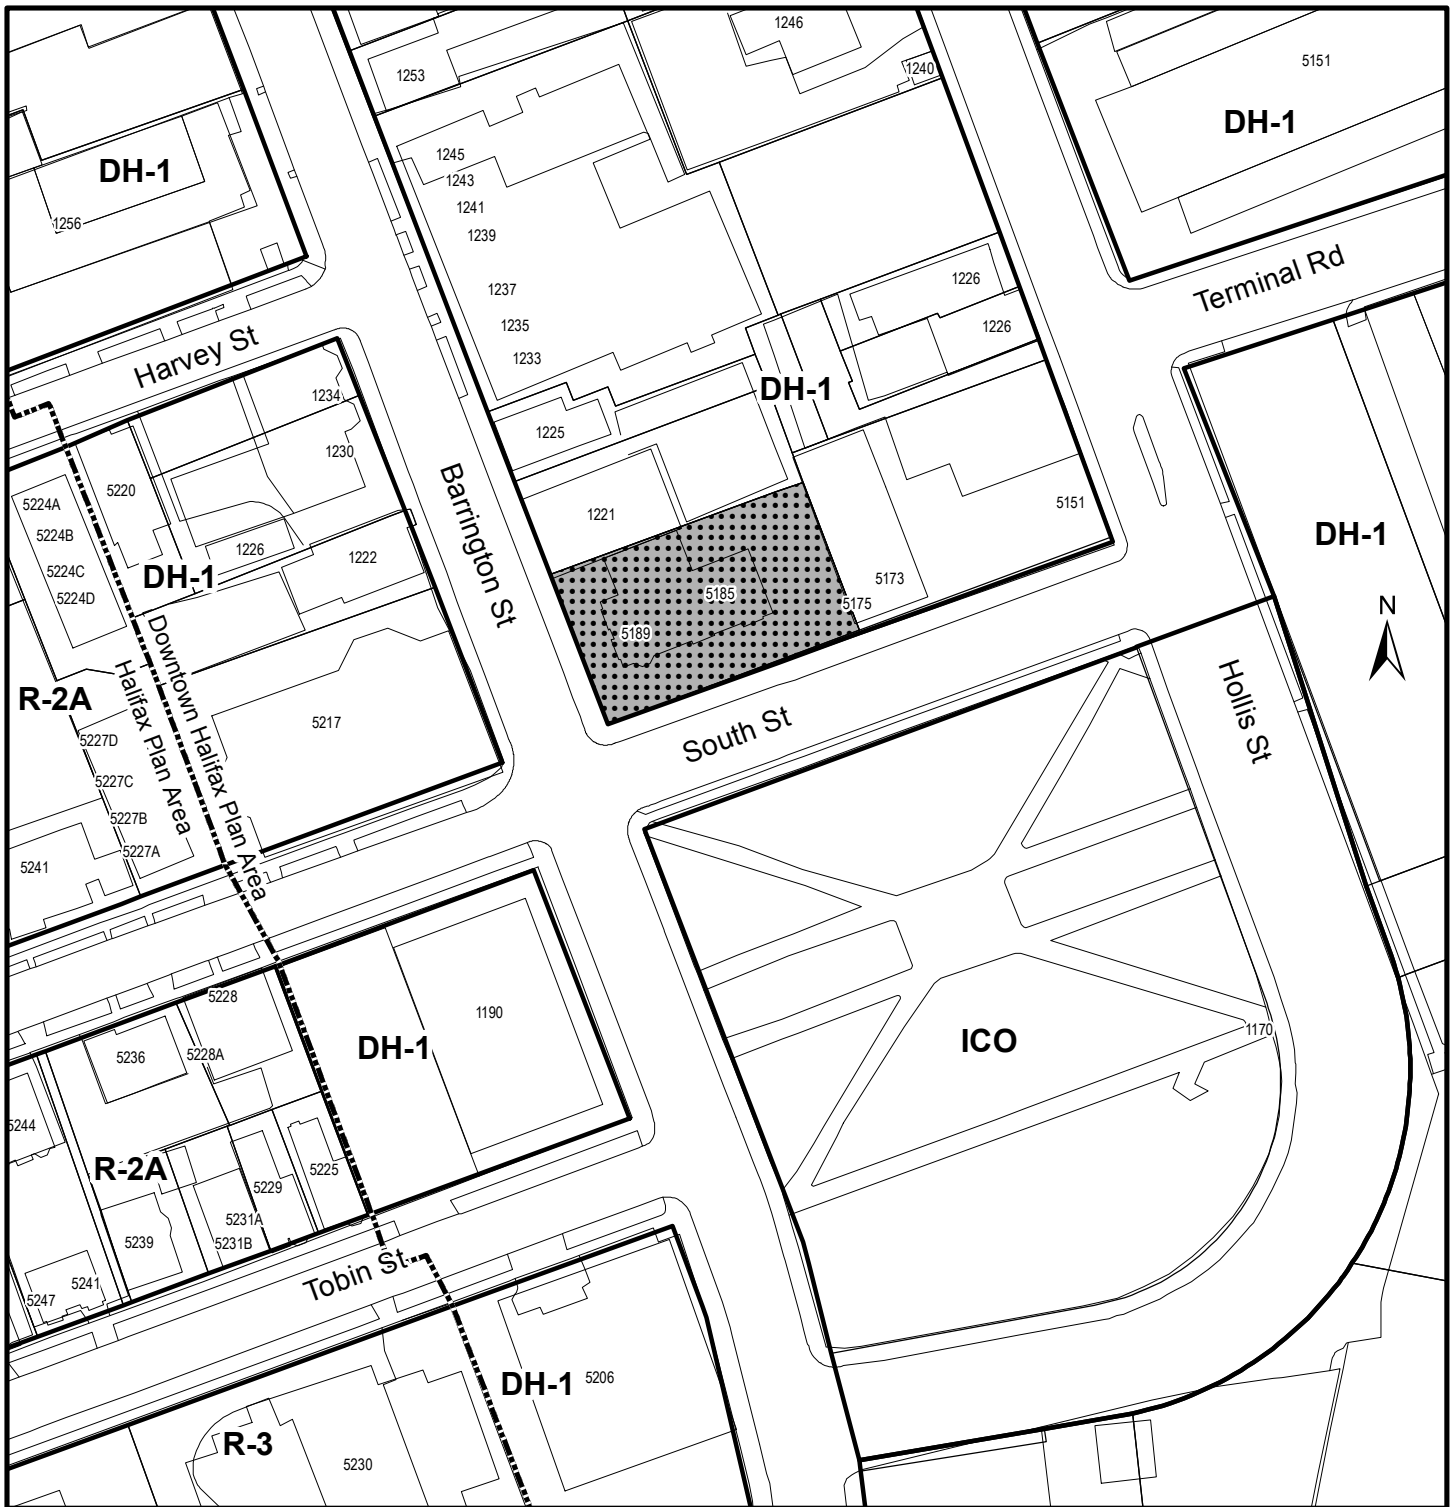 1246
1253
1240
5151
DH-1
DH-1
1245
1243
1241
1239
1256
1237
1235
1233
1226
1226
Terminal Rd
Harvey St
DH-1
1234
1225
1230
5220
5224A
5224B
5224C
5224D
Barrington St
1221
5151
DH-1
1226
1222
DH-1
5173
5185
5175
5189
N
R-2A
Halifax Plan Area
Downtown Halifax Plan Area
5217
South St
Hollis St
5227D
5227C
5227B
5227A
5241
5228
1190
DH-1
ICO
1170
5236
5228A
5244
R-2A
5225
5229
5231A
5231B
5239
5241
5247
Tobin St
DH-1
5206
R-3
5230